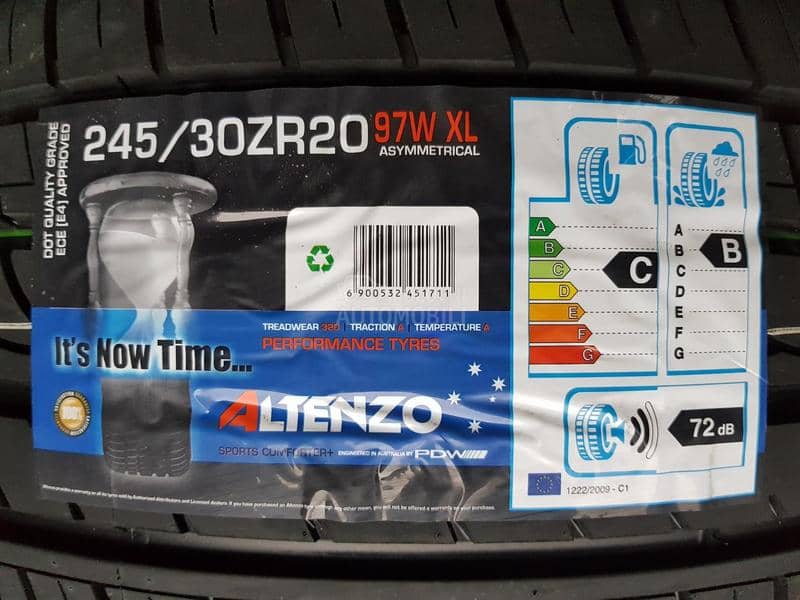 DOT QUALITY GRADE
ECE [E4] APPROVED
245/30ZR20 97W XL
ASYMMETRICAL
6 900532 451711
AUTOMOBILI
TREADWEAR 320 | TRACTION A | TEMPERATURE A
PERFORMANCE TYRES
It's Now Time...
ALTENZO
SPORTS COMFORTER+ ENGINEERED IN AUSTRALIA BY PDW
A
B
C
D
E
F
G
C
A
B
C
D
E
F
G
B
72 dB
1222/2009 - C1